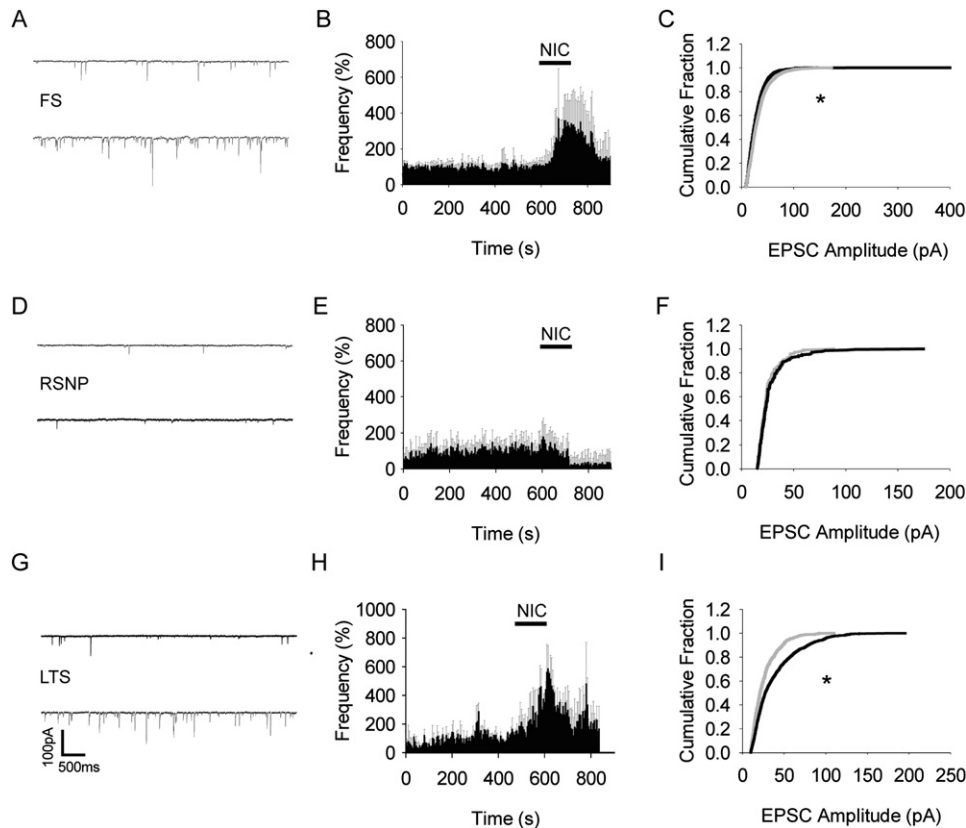 A
FS
B
NIC
Frequency (%)
800
600
400
200
0
0 200 400 600 800
Time (s)
C
Cumulative Fraction
1.2
1.0
0.8
0.6
0.4
0.2
0.0
*
0 100 200 300 400
EPSC Amplitude (pA)
D
RSNP
E
NIC
Frequency (%)
800
600
400
200
0
0 200 400 600 800
Time (s)
F
Cumulative Fraction
1.2
1.0
0.8
0.6
0.4
0.2
0.0
0 50 100 150 200
EPSC Amplitude (pA)
G
LTS
100pA
500ms
H
NIC
Frequency (%)
1000
800
600
400
200
0
0 200 400 600 800
Time (s)
I
Cumulative Fraction
1.2
1.0
0.8
0.6
0.4
0.2
0.0
*
0 50 100 150 200 250
EPSC Amplitude (pA)